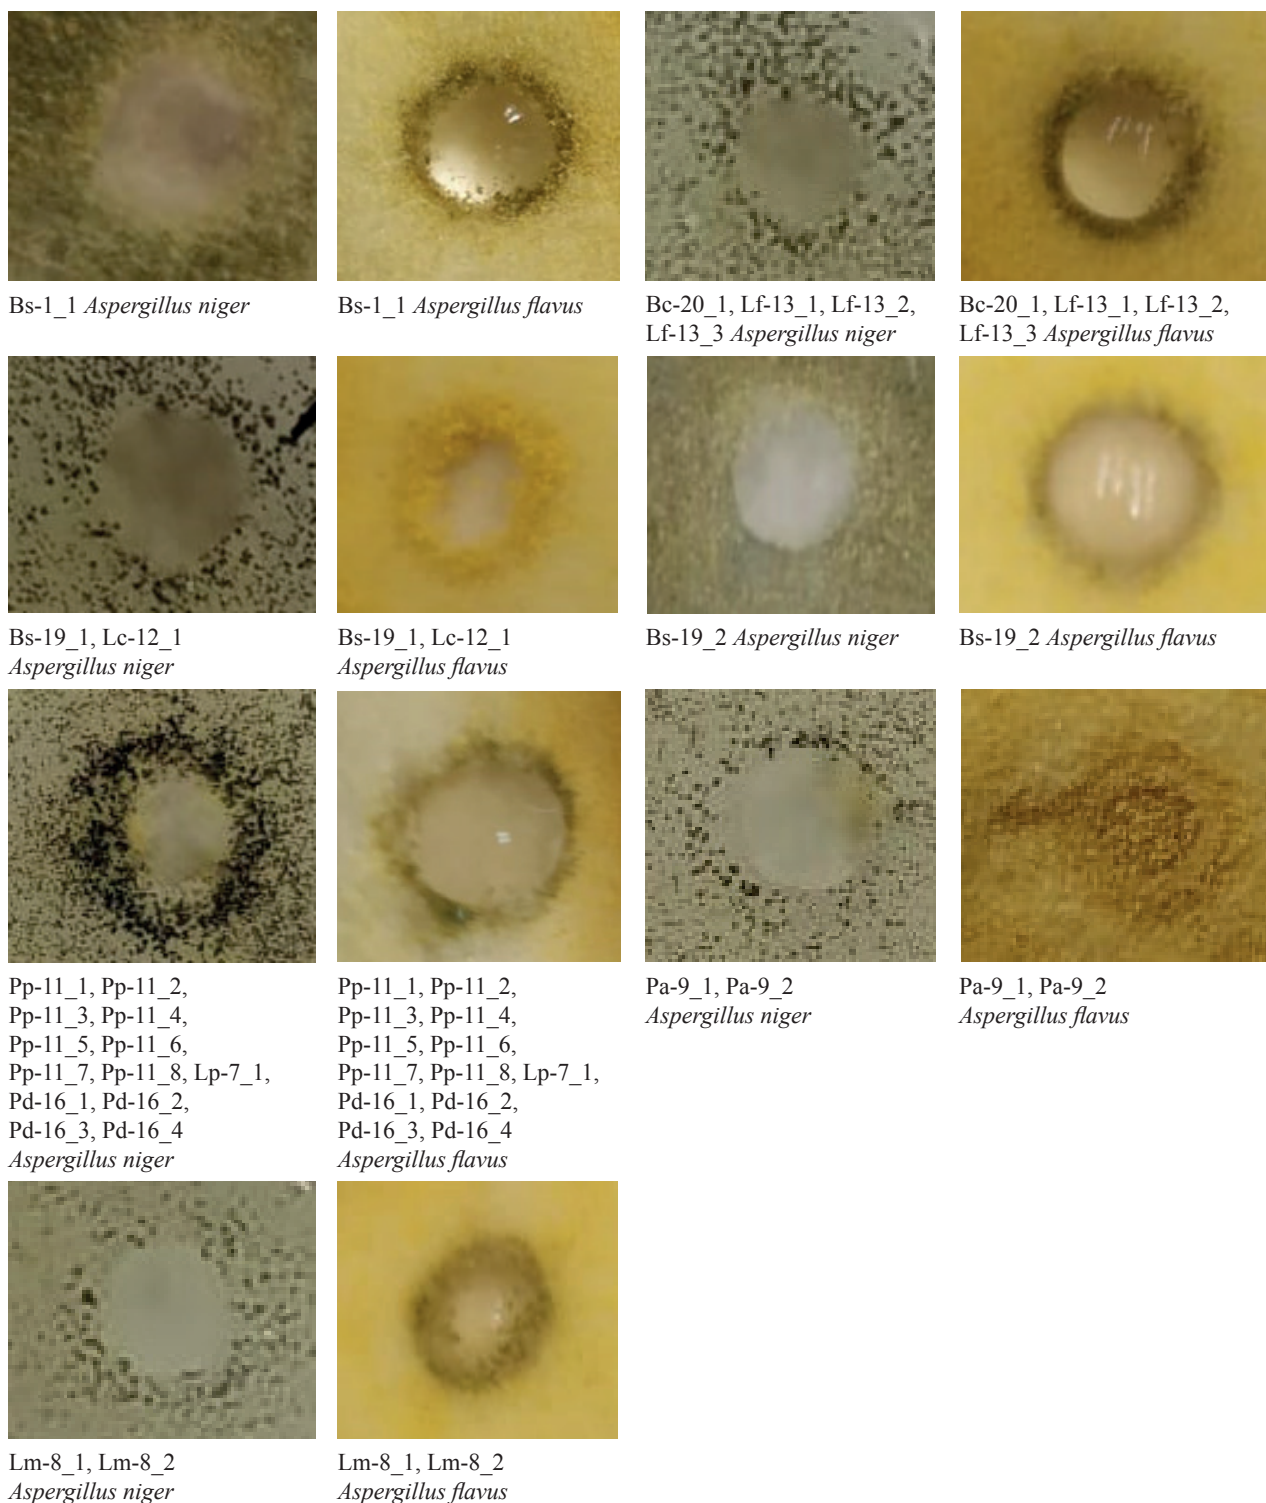 Bs-1_1 Aspergillus niger
Bs-1_1 Aspergillus flavus
Bc-20_1, Lf-13_1, Lf-13_2,
Lf-13_3 Aspergillus niger
Bc-20_1, Lf-13_1, Lf-13_2,
Lf-13_3 Aspergillus flavus
Bs-19_1, Lc-12_1
Aspergillus niger
Bs-19_1, Lc-12_1
Aspergillus flavus
Bs-19_2 Aspergillus niger
Bs-19_2 Aspergillus flavus
Pp-11_1, Pp-11_2,
Pp-11_3, Pp-11_4,
Pp-11_5, Pp-11_6,
Pp-11_7, Pp-11_8, Lp-7_1,
Pd-16_1, Pd-16_2,
Pd-16_3, Pd-16_4
Aspergillus niger
Pp-11_1, Pp-11_2,
Pp-11_3, Pp-11_4,
Pp-11_5, Pp-11_6,
Pp-11_7, Pp-11_8, Lp-7_1,
Pd-16_1, Pd-16_2,
Pd-16_3, Pd-16_4
Aspergillus flavus
Pa-9_1, Pa-9_2
Aspergillus niger
Pa-9_1, Pa-9_2
Aspergillus flavus
Lm-8_1, Lm-8_2
Aspergillus niger
Lm-8_1, Lm-8_2
Aspergillus flavus